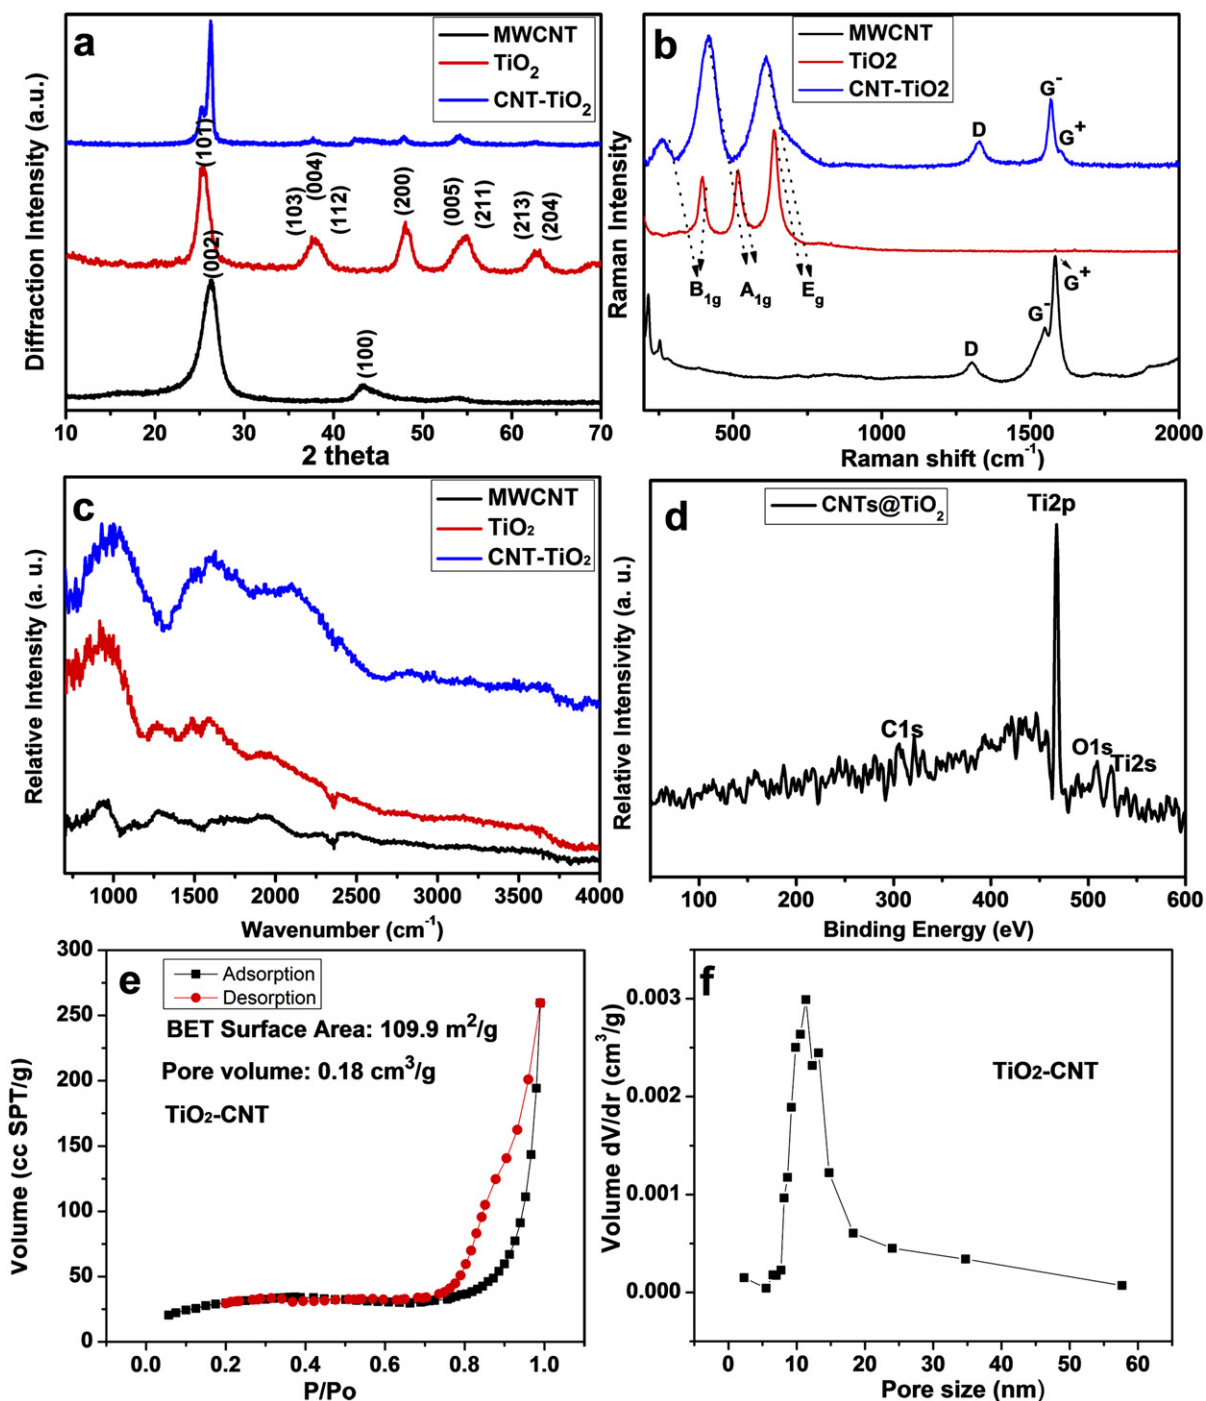 a
MWCNT
TiO2
CNT-TiO2
(101)
(002)
(100)
(103)
(004)
(112)
(200)
(005)
(211)
(213)
(204)
Diffraction Intensity (a.u.)
10 20 30 40 50 60 70
2 theta
b
MWCNT
TiO2
CNT-TiO2
D
G-
G+
B1g
A1g
Eg
D
G-
G+
Raman Intensity
500 1000 1500 2000
Raman shift (cm-1)
c
MWCNT
TiO2
CNT-TiO2
Relative Intensity (a. u.)
1000 1500 2000 2500 3000 3500 4000
Wavenumber (cm-1)
d
CNTs@TiO2
Ti2p
C1s
O1s
Ti2s
Relative Intensivity (a. u.)
100 200 300 400 500 600
Binding Energy (eV)
e
Adsorption
Desorption
BET Surface Area: 109.9 m2/g
Pore volume: 0.18 cm3/g
TiO2-CNT
Volume (cc SPT/g)
300
250
200
150
100
50
0
0.0 0.2 0.4 0.6 0.8 1.0
P/Po
f
TiO2-CNT
Volume dV/dr (cm3/g)
0.003
0.002
0.001
0.000
0 10 20 30 40 50 60
Pore size (nm)